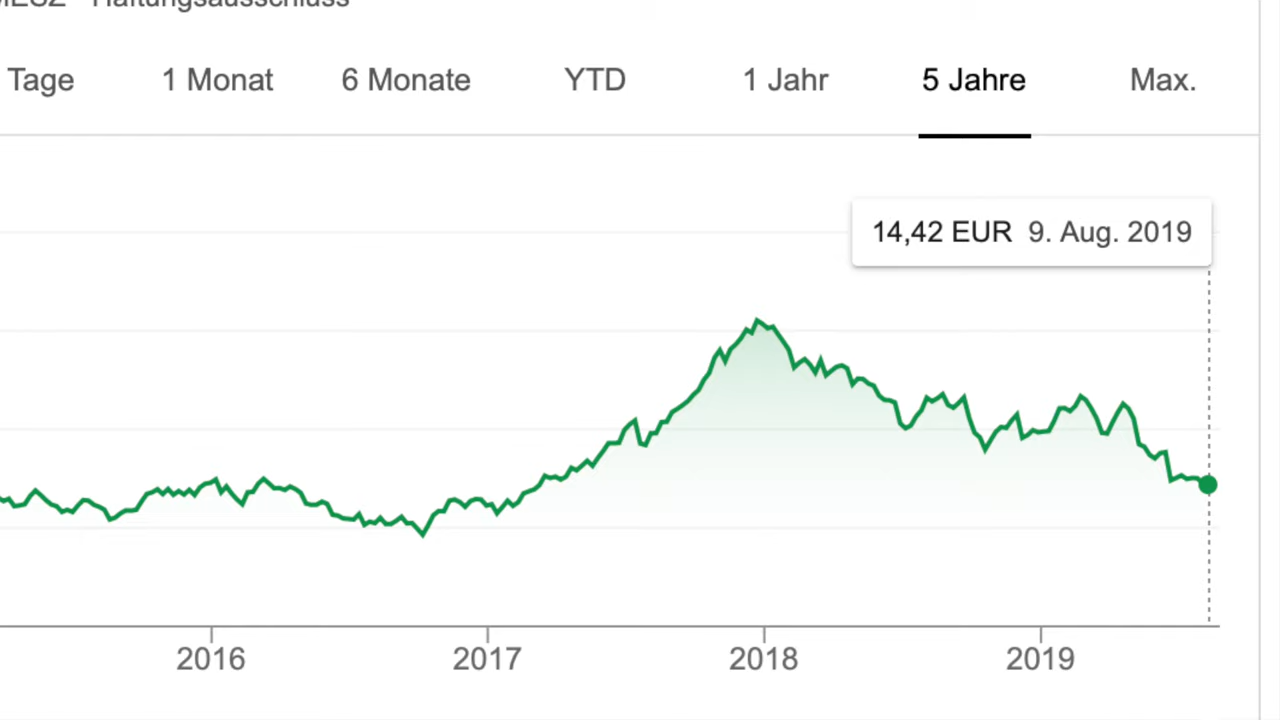 Haftungsausschluss
Tage 1 Monat 6 Monate YTD 1 Jahr 5 Jahre Max.
14,42 EUR 9. Aug. 2019
2016 2017 2018 2019